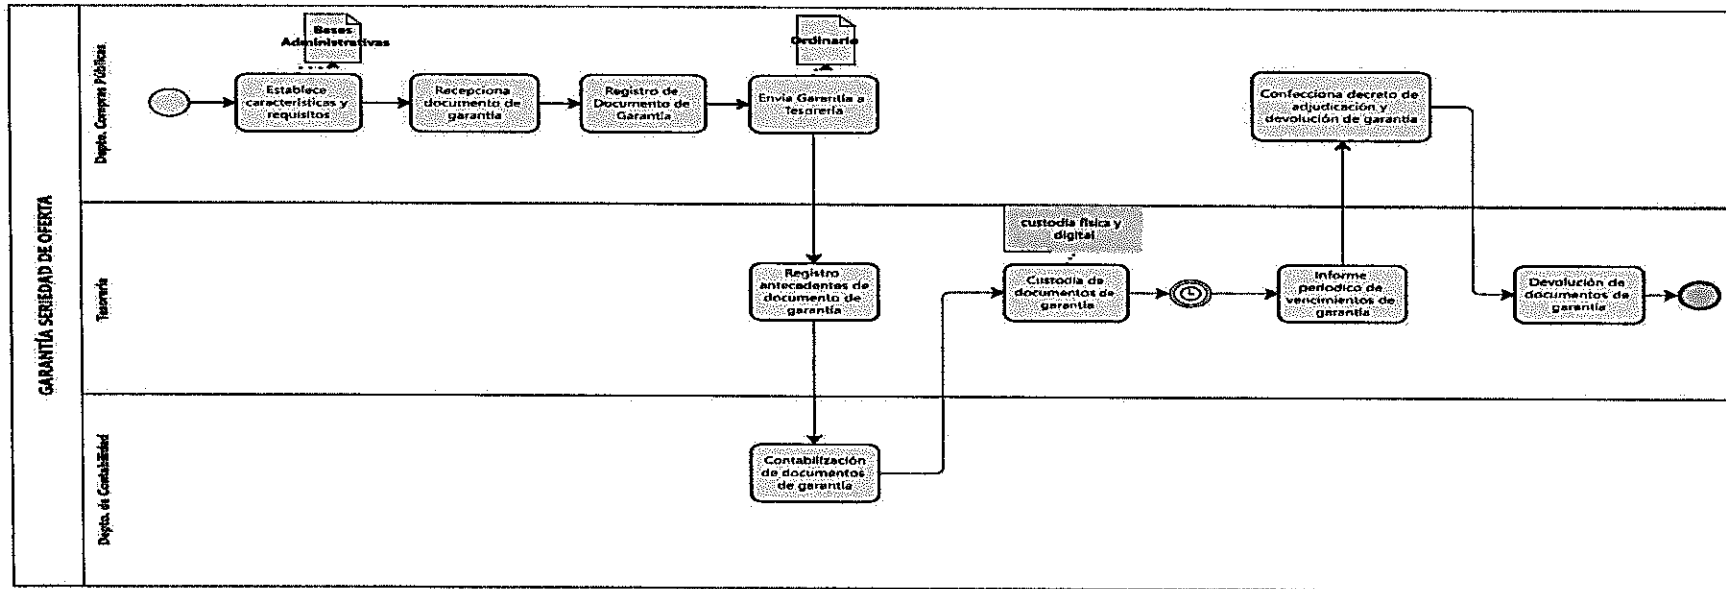 GARANTÍA SERIEDAD DE OFERTA
Depto. Compras Públicas
Bases
Administrativas
Establece
características y
requisitos
Recepciona
documento de
garantía
Registro de
Documento de
Garantía
Ordinario
Envía Garantía a
Tesorería
Confecciona decreto de
adjudicación y
devolución de garantía
Tesorería
Registro
antecedentes de
documento de
garantía
custodia física y
digital
Custodia de
documentos de
garantía
Informe
periodico de
vencimientos de
garantía
Devolución de
documentos de
garantía
Depto. de Contabilidad
Contabilización
de documentos
de garantía